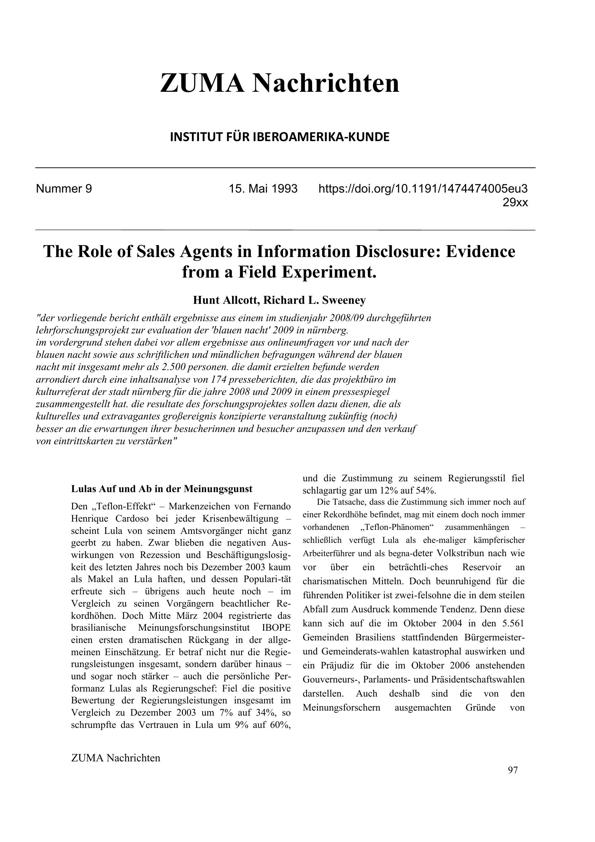 ZUMA Nachrichten
INSTITUT FÜR IBEROAMERIKA-KUNDE
Nummer 9 15. Mai 1993 https://doi.org/10.1191/1474474005eu3
29xx
The Role of Sales Agents in Information Disclosure: Evidence
from a Field Experiment.
Hunt Allcott, Richard L. Sweeney
"der vorliegende bericht enthält ergebnisse aus einem im studienjahr 2008/09 durchgeführten
lehrforschungsprojekt zur evaluation der 'blauen nacht' 2009 in nürnberg.
im vordergrund stehen dabei vor allem ergebnisse aus onlineumfragen vor und nach der
blauen nacht sowie aus schriftlichen und mündlichen befragungen während der blauen
nacht mit insgesamt mehr als 2.500 personen. die damit erzielten befunde werden
arrondiert durch eine inhaltsanalyse von 174 presseberichten, die das projektbüro im
kulturreferat der stadt nürnberg für die jahre 2008 und 2009 in einem pressespiegel
zusammengestellt hat. die resultate des forschungsprojektes sollen dazu dienen, die als
kulturelles und extravagantes großereignis konzipierte veranstaltung zukünftig (noch)
besser an die erwartungen ihrer besucherinnen und besucher anzupassen und den verkauf
von eintrittskarten zu verstärken"
Lulas Auf und Ab in der Meinungsgunst
Den „Teflon-Effekt“ – Markenzeichen von Fernando
Henrique Cardoso bei jeder Krisenbewältigung –
scheint Lula von seinem Amtsvorgänger nicht ganz
geerbt zu haben. Zwar blieben die negativen Aus-
wirkungen von Rezession und Beschäftigungslosig-
keit des letzten Jahres noch bis Dezember 2003 kaum
als Makel an Lula haften, und dessen Populari-tät
erfreute sich – übrigens auch heute noch – im
Vergleich zu seinen Vorgängern beachtlicher Re-
kordhöhen. Doch Mitte März 2004 registrierte das
brasilianische Meinungsforschungsinstitut IBOPE
einen ersten dramatischen Rückgang in der allge-
meinen Einschätzung. Er betraf nicht nur die Regie-
rungsleistungen insgesamt, sondern darüber hinaus –
und sogar noch stärker – auch die persönliche Per-
formanz Lulas als Regierungschef: Fiel die positive
Bewertung der Regierungsleistungen insgesamt im
Vergleich zu Dezember 2003 um 7% auf 34%, so
schrumpfte das Vertrauen in Lula um 9% auf 60%,
und die Zustimmung zu seinem Regierungsstil fiel
schlagartig gar um 12% auf 54%.
Die Tatsache, dass die Zustimmung sich immer noch auf
einer Rekordhöhe befindet, mag mit einem doch noch immer
vorhandenen „Teflon-Phänomen“ zusammenhängen –
schließlich verfügt Lula als ehe-maliger kämpferischer
Arbeiterführer und als begna-deter Volkstribun nach wie
vor über ein beträchtli-ches Reservoir an
charismatischen Mitteln. Doch beunruhigend für die
führenden Politiker ist zwei-felsohne die in dem steilen
Abfall zum Ausdruck kommende Tendenz. Denn diese
kann sich auf die im Oktober 2004 in den 5.561
Gemeinden Brasiliens stattfindenden Bürgermeister-
und Gemeinderats-wahlen katastrophal auswirken und
ein Präjudiz für die im Oktober 2006 anstehenden
Gouverneurs-, Parlaments- und Präsidentschaftswahlen
darstellen. Auch deshalb sind die von den
Meinungsforschern ausgemachten Gründe von
ZUMA Nachrichten
97